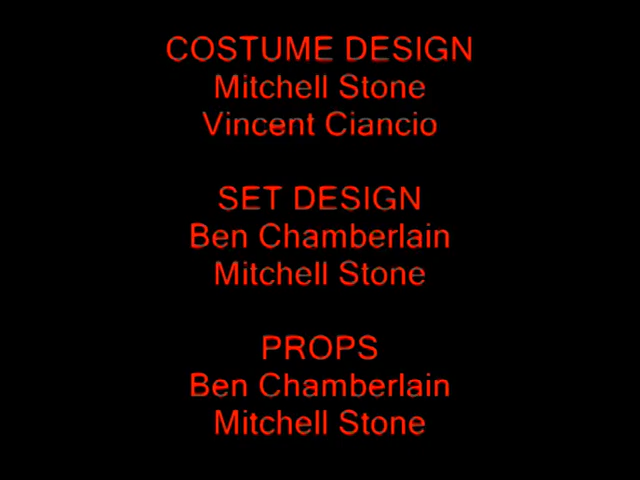 COSTUME DESIGN
Mitchell Stone
Vincent Ciancio
SET DESIGN
Ben Chamberlain
Mitchell Stone
PROPS
Ben Chamberlain
Mitchell Stone